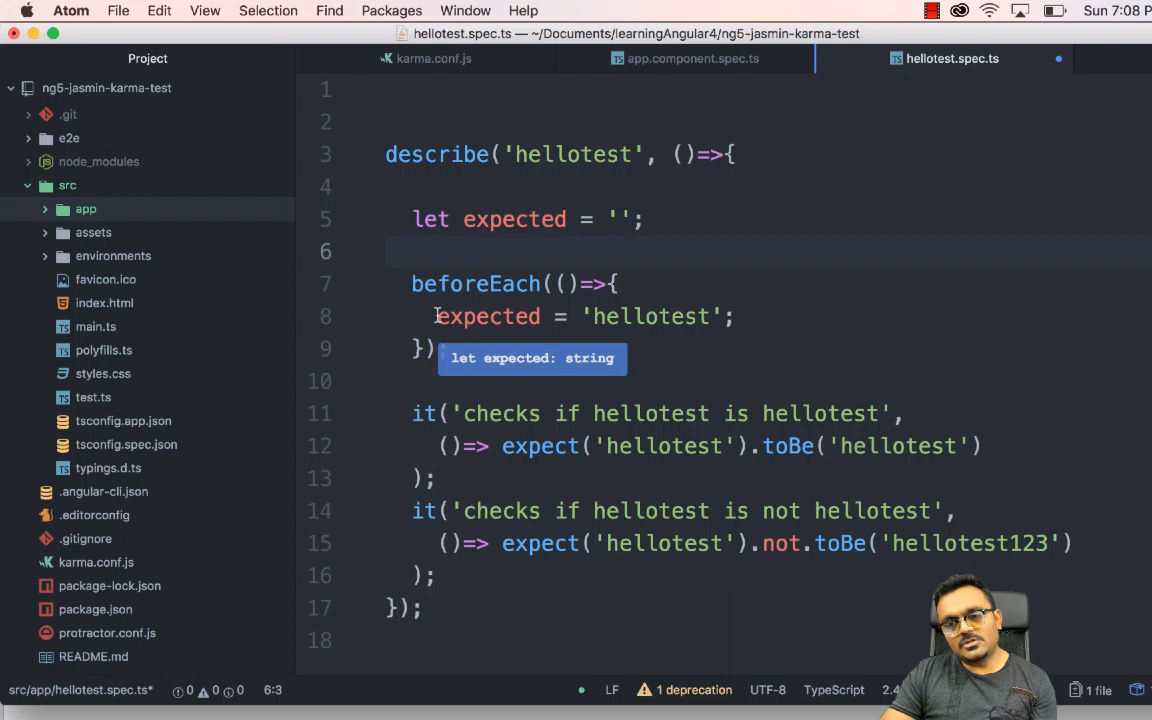 Atom File Edit View Selection Find Packages Window Help Sun 7:08 P
hellotest.spec.ts — ~/Documents/learningAngular4/ng5-jasmin-karma-test
Project
karma.conf.js
app.component.spec.ts
hellotest.spec.ts
ng5-jasmin-karma-test
.git
e2e
node_modules
src
app
assets
environments
favicon.ico
index.html
main.ts
polyfills.ts
styles.css
test.ts
tsconfig.app.json
tsconfig.spec.json
typings.d.ts
.angular-cli.json
.editorconfig
.gitignore
karma.conf.js
package-lock.json
package.json
protractor.conf.js
README.md
1
2
3 describe('hellotest', ()=>{
4
5 let expected = '';
6
7 beforeEach(()=>{
8 expected = 'hellotest';
9 })
let expected: string
10
11 it('checks if hellotest is hellotest',
12 ()=> expect('hellotest').toBe('hellotest')
13 );
14 it('checks if hellotest is not hellotest',
15 ()=> expect('hellotest').not.toBe('hellotest123')
16 );
17 });
18
src/app/hellotest.spec.ts* 0 0 0 6:3 LF 1 deprecation UTF-8 TypeScript 2.4 1 file